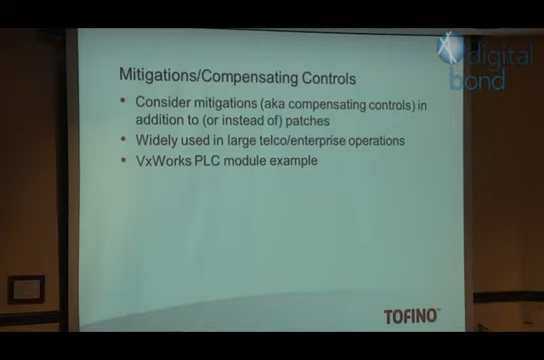 digital
bond
Mitigations/Compensating Controls
• Consider mitigations (aka compensating controls) in
addition to (or instead of) patches
• Widely used in large telco/enterprise operations
• VxWorks PLC module example
TOFINO™